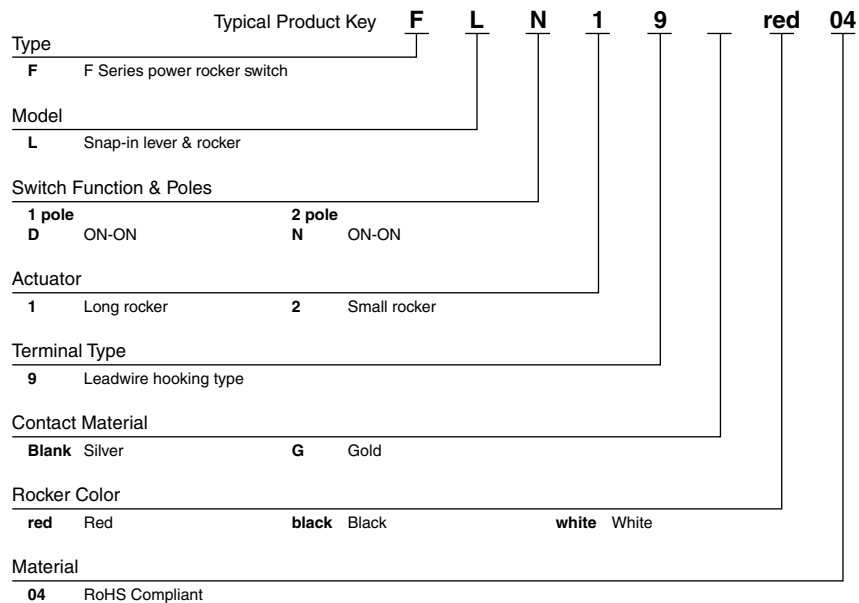 Typical Product Key F L N 1 9 red 04
Type
F F Series power rocker switch
Model
L Snap-in lever & rocker
Switch Function & Poles
1 pole 2 pole
D ON-ON N ON-ON
Actuator
1 Long rocker 2 Small rocker
Terminal Type
9 Leadwire hooking type
Contact Material
Blank Silver G Gold
Rocker Color
red Red black Black white White
Material
04 RoHS Compliant